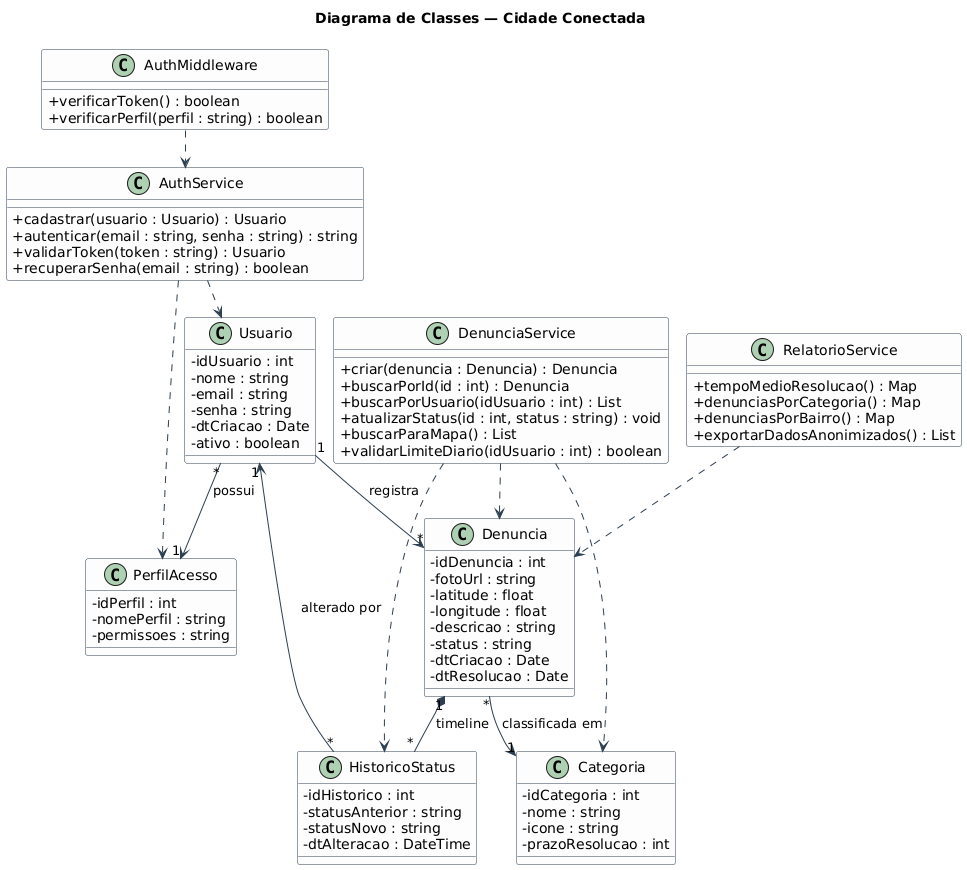 Diagrama de Classes — Cidade Conectada
C AuthMiddleware
+verificarToken() : boolean
+verificarPerfil(perfil : string) : boolean
C AuthService
+cadastrar(usuario : Usuario) : Usuario
+autenticar(email : string, senha : string) : string
+validarToken(token : string) : Usuario
+recuperarSenha(email : string) : boolean
C Usuario
-idUsuario : int
-nome : string
-email : string
-senha : string
-dtCriacao : Date
-ativo : boolean
C DenunciaService
+criar(denuncia : Denuncia) : Denuncia
+buscarPorId(id : int) : Denuncia
+buscarPorUsuario(idUsuario : int) : List
+atualizarStatus(id : int, status : string) : void
+buscarParaMapa() : List
+validarLimiteDiario(idUsuario : int) : boolean
C RelatorioService
+tempoMedioResolucao() : Map
+denunciasPorCategoria() : Map
+denunciasPorBairro() : Map
+exportarDadosAnonimizados() : List
* 1 1
possui registra
1 *
C PerfilAcesso
-idPerfil : int
-nomePerfil : string
-permissoes : string
C Denuncia
-idDenuncia : int
-fotoUrl : string
-latitude : float
-longitude : float
-descricao : string
-status : string
-dtCriacao : Date
-dtResolucao : Date
alterado por
1 *
timeline classificada em
* * 1
C HistoricoStatus
-idHistorico : int
-statusAnterior : string
-statusNovo : string
-dtAlteracao : DateTime
C Categoria
-idCategoria : int
-nome : string
-icone : string
-prazoResolucao : int